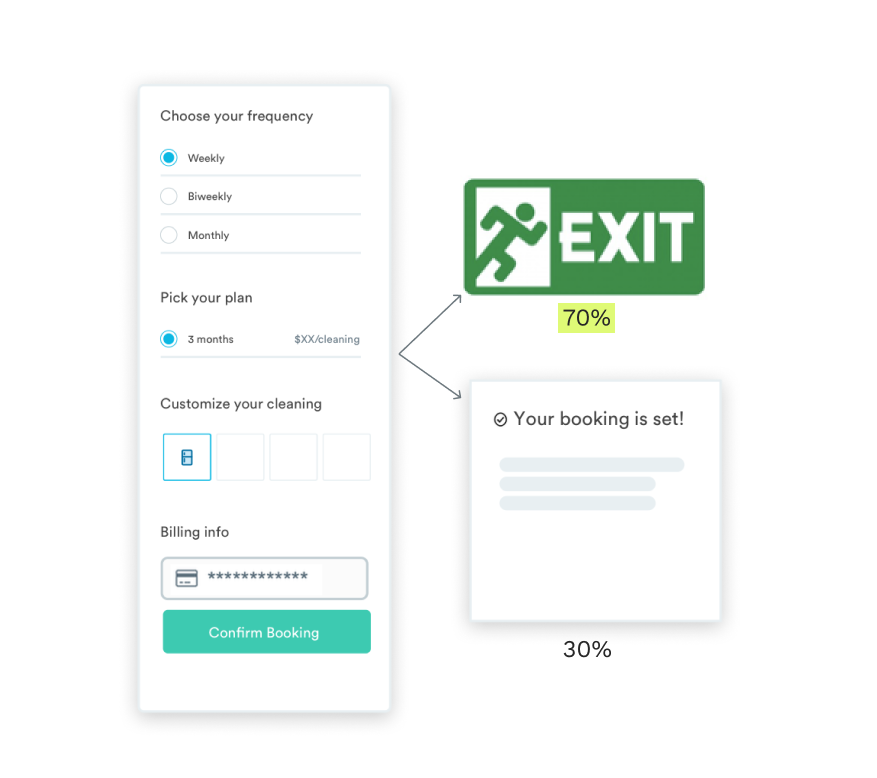 Choose your frequency
Weekly
Biweekly
Monthly
Pick your plan
3 months $XX/cleaning
Customize your cleaning
Billing info
************
Confirm Booking
EXIT
70%
Your booking is set!
30%